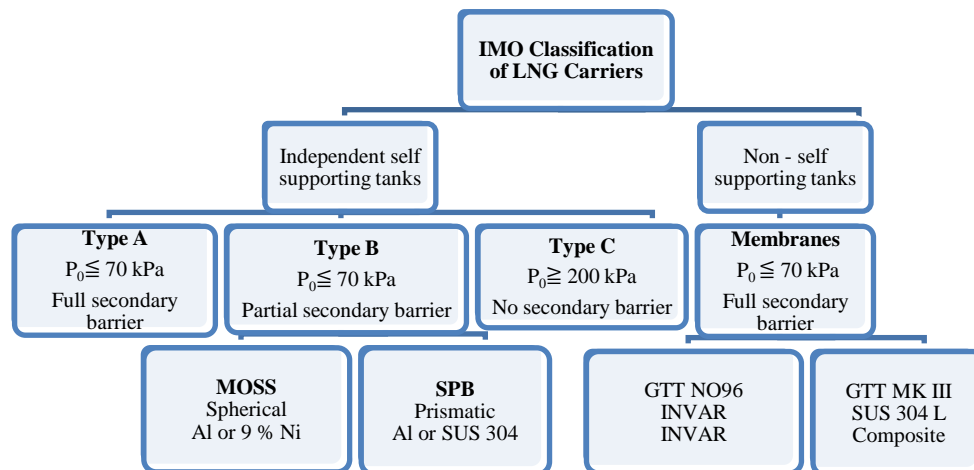 IMO Classification
of LNG Carriers
Independent self
supporting tanks
Non - self
supporting tanks
Type A
P₀≦ 70 kPa
Full secondary
barrier
Type B
P₀≦ 70 kPa
Partial secondary barrier
Type C
P₀≧ 200 kPa
No secondary barrier
Membranes
P₀ ≦ 70 kPa
Full secondary
barrier
MOSS
Spherical
Al or 9 % Ni
SPB
Prismatic
Al or SUS 304
GTT NO96
INVAR
INVAR
GTT MK III
SUS 304 L
Composite